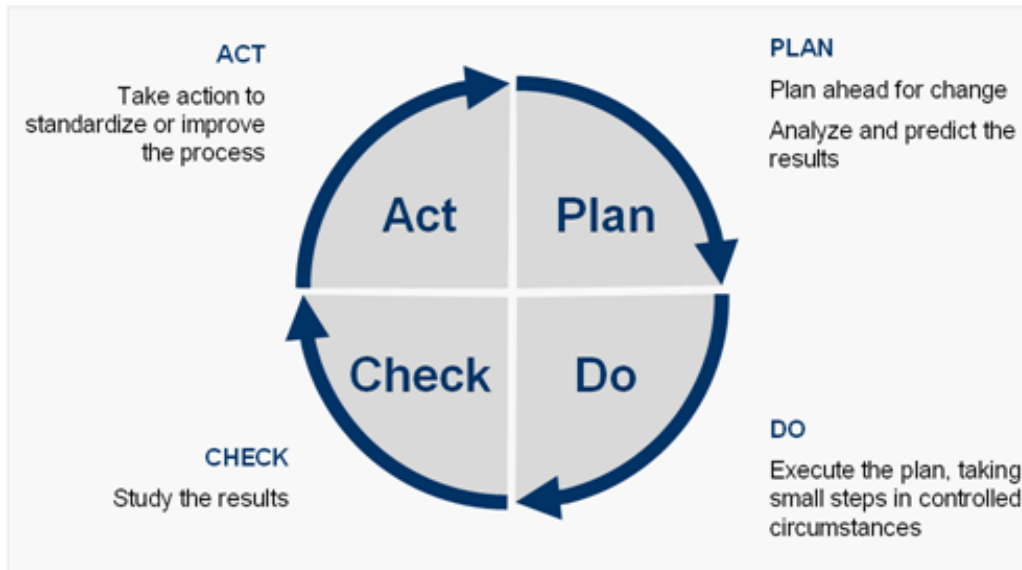 ACT
Take action to
standardize or improve
the process
PLAN
Plan ahead for change
Analyze and predict the
results
Act
Plan
Check
Do
CHECK
Study the results
DO
Execute the plan, taking
small steps in controlled
circumstances